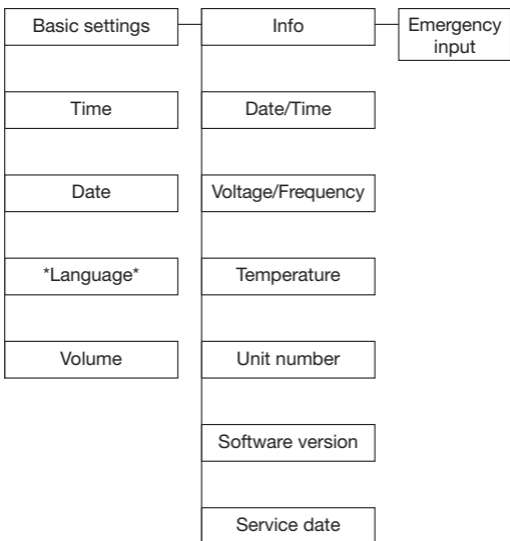 Basic settings
Info
Emergency
input
Time
Date/Time
Date
Voltage/Frequency
*Language*
Temperature
Volume
Unit number
Software version
Service date